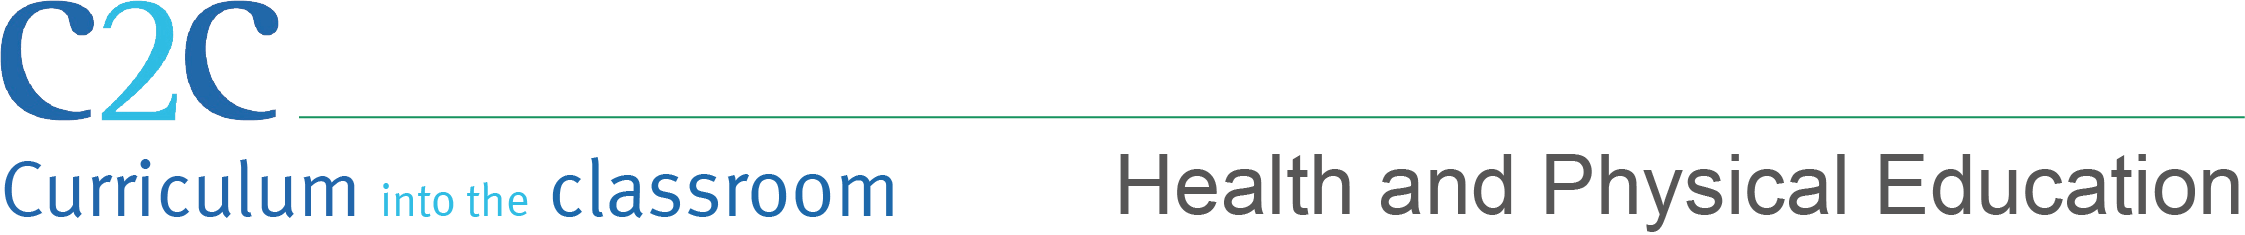 C2C
Curriculum into the classroom
Health and Physical Education